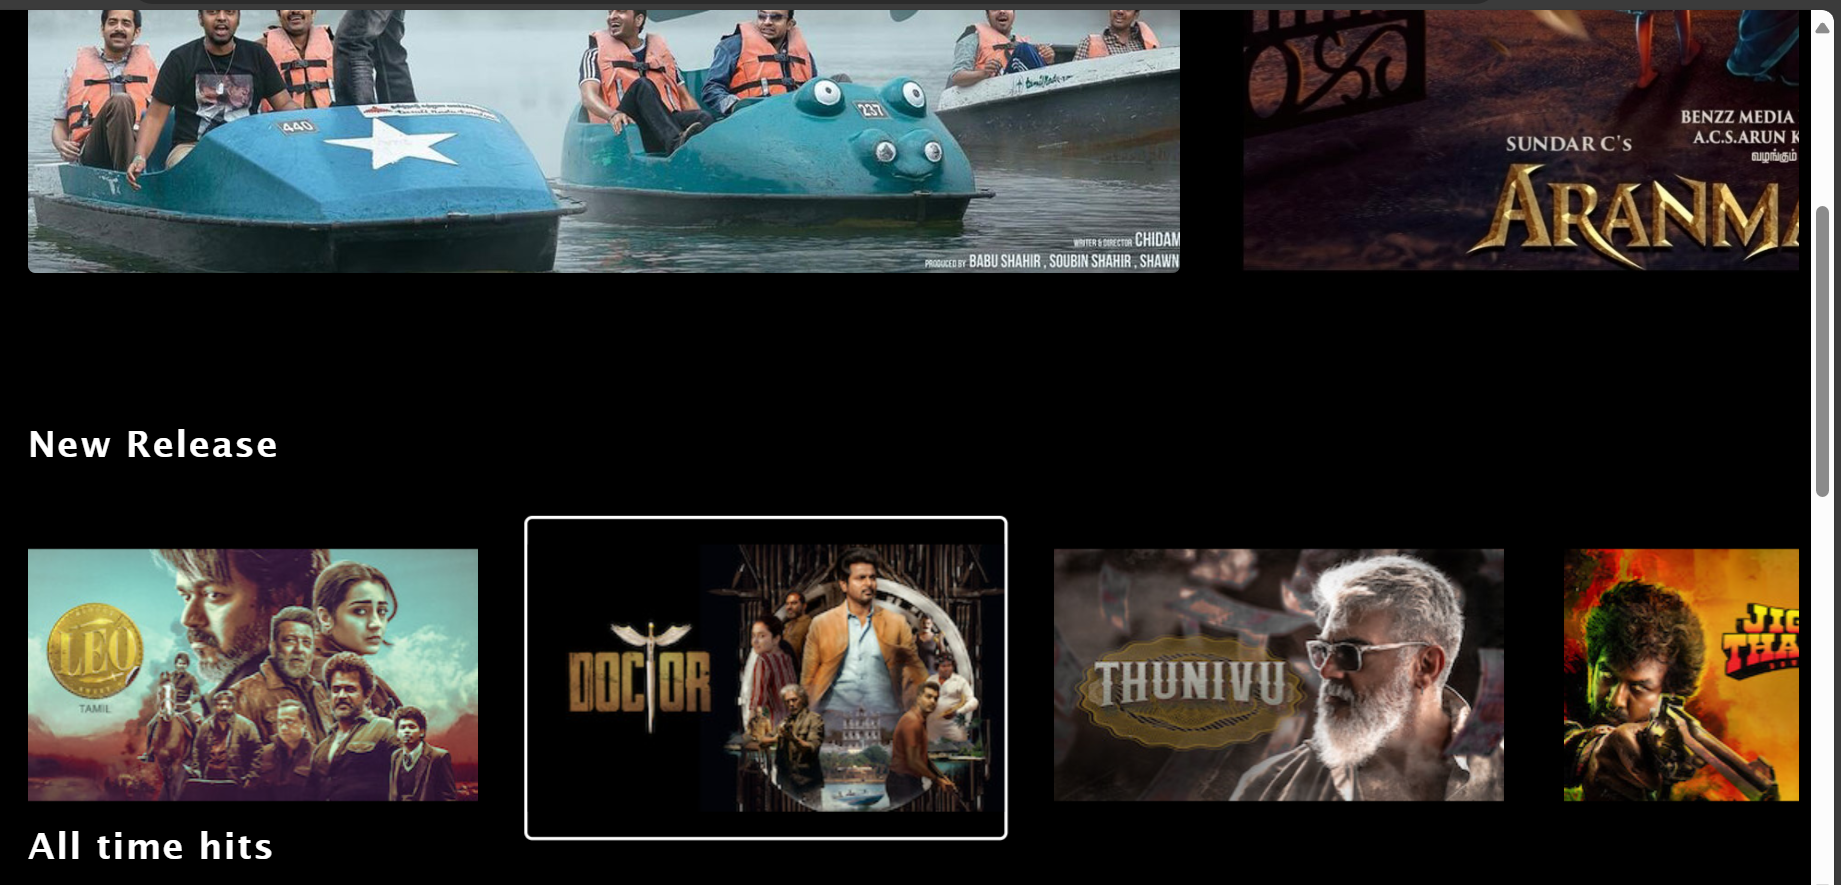 440
237
WRITER & DIRECTOR CHIDAM
PRODUCED BY BABU SHAHIR , SOUBIN SHAHIR , SHAWN
BENZZ MEDIA
A.C.S.ARUN K
வழங்கும்
SUNDAR C'S
ARANMA
New Release
LEO
TAMIL
DOCTOR
THUNIVU
JIG
THA
All time hits